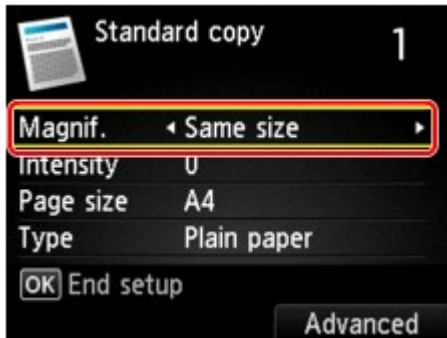 Standard copy 1
Magnif. Same size
Intensity 0
Page size A4
Type Plain paper
OK End setup
Advanced